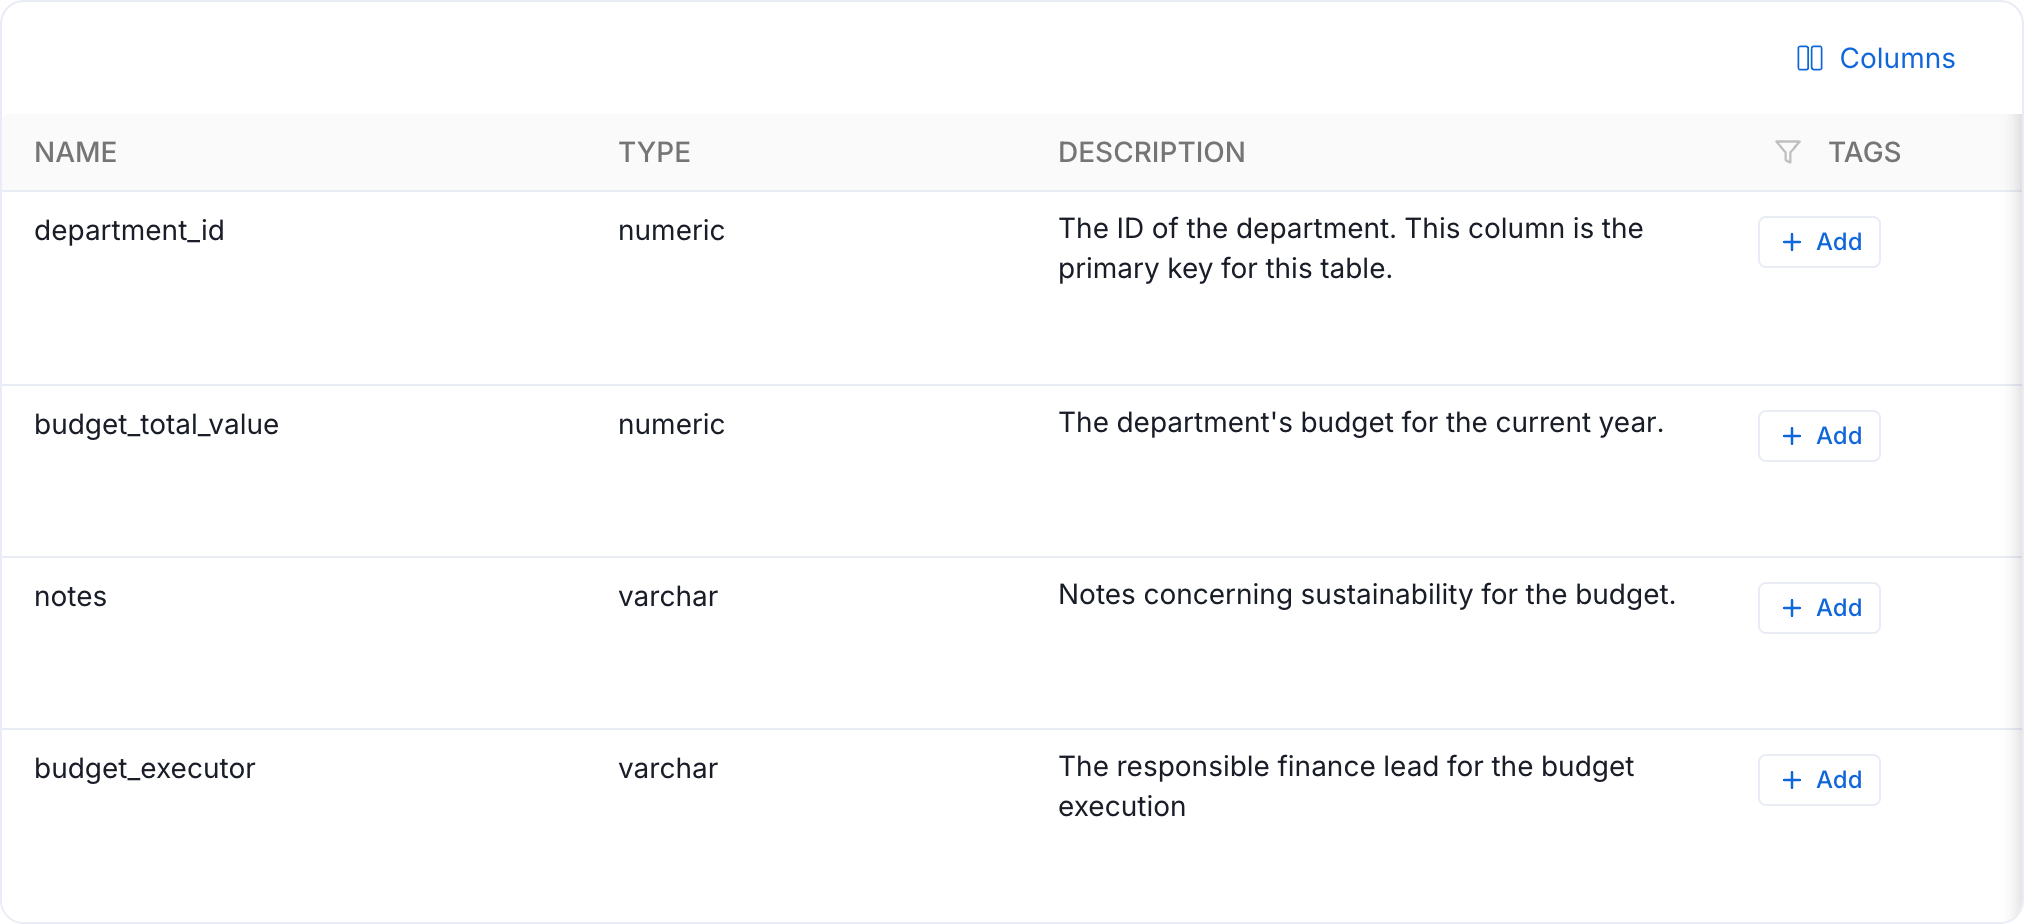 Columns
NAME TYPE DESCRIPTION TAGS
department_id numeric The ID of the department. This column is the
primary key for this table.
+ Add
budget_total_value numeric The department's budget for the current year.
+ Add
notes varchar Notes concerning sustainability for the budget.
+ Add
budget_executor varchar The responsible finance lead for the budget
execution
+ Add